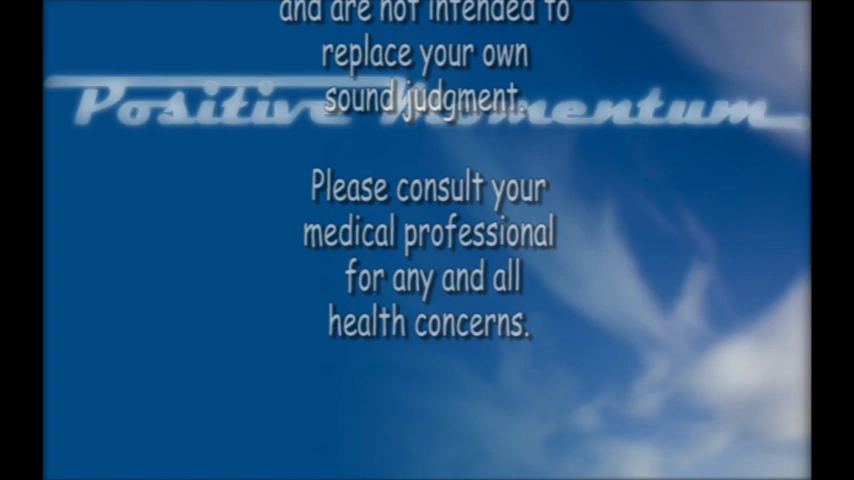 and are not intended to
replace your own
sound judgment.
Positive Momentum
Please consult your
medical professional
for any and all
health concerns.